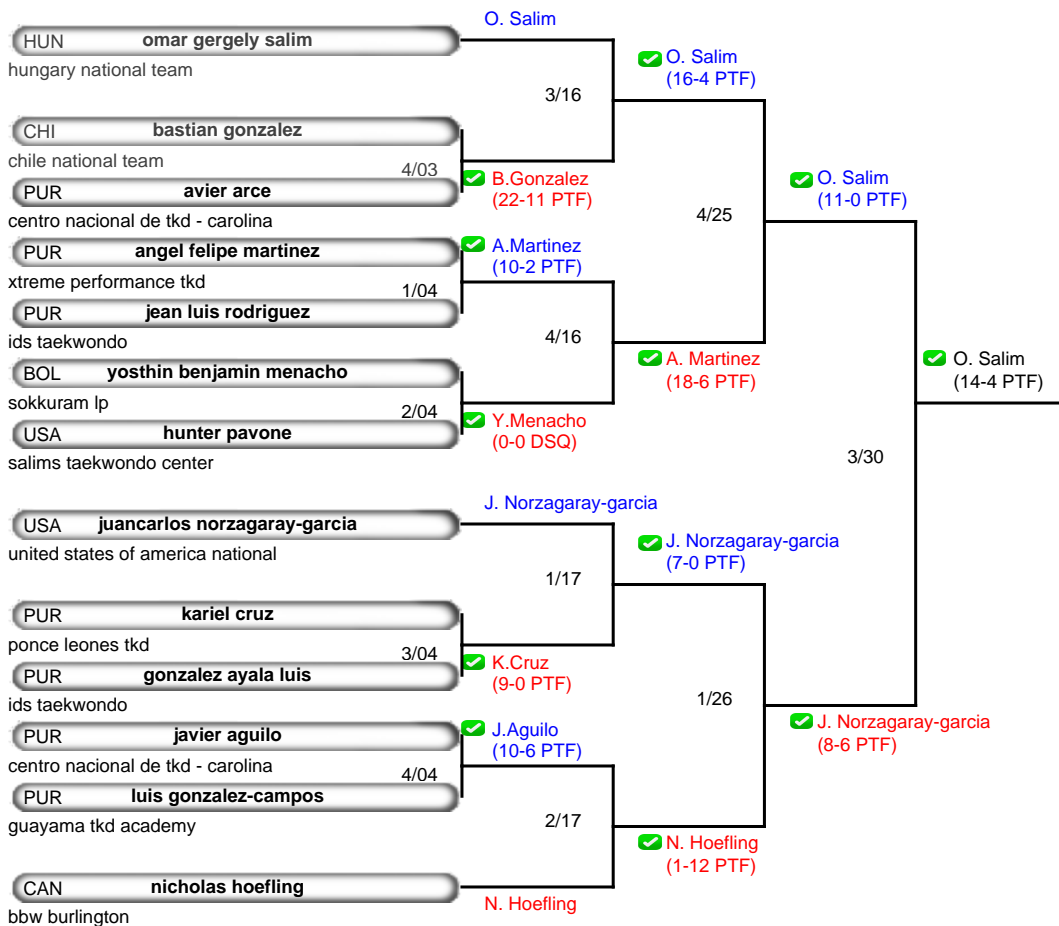 O. Salim
HUN omar gergely salim
hungary national team
O. Salim
(16-4 PTF)
3/16
CHI bastian gonzalez
chile national team
4/03
B.Gonzalez
(22-11 PTF)
PUR avier arce
centro nacional de tkd - carolina
O. Salim
(11-0 PTF)
4/25
PUR angel felipe martinez
xtreme performance tkd
A.Martinez
(10-2 PTF)
1/04
PUR jean luis rodriguez
ids taekwondo
4/16
A. Martinez
(18-6 PTF)
BOL yosthin benjamin menacho
sokkuram lp
2/04
Y.Menacho
(0-0 DSQ)
USA hunter pavone
salims taekwondo center
O. Salim
(14-4 PTF)
3/30
J. Norzagaray-garcia
USA juancarlos norzagaray-garcia
united states of america national
J. Norzagaray-garcia
(7-0 PTF)
1/17
PUR kariel cruz
ponce leones tkd
3/04
K.Cruz
(9-0 PTF)
PUR gonzalez ayala luis
ids taekwondo
1/26
J. Norzagaray-garcia
(8-6 PTF)
PUR javier aguilo
centro nacional de tkd - carolina
J.Aguilo
(10-6 PTF)
4/04
PUR luis gonzalez-campos
guayama tkd academy
2/17
N. Hoefling
(1-12 PTF)
CAN nicholas hoefling
bbw burlington
N. Hoefling